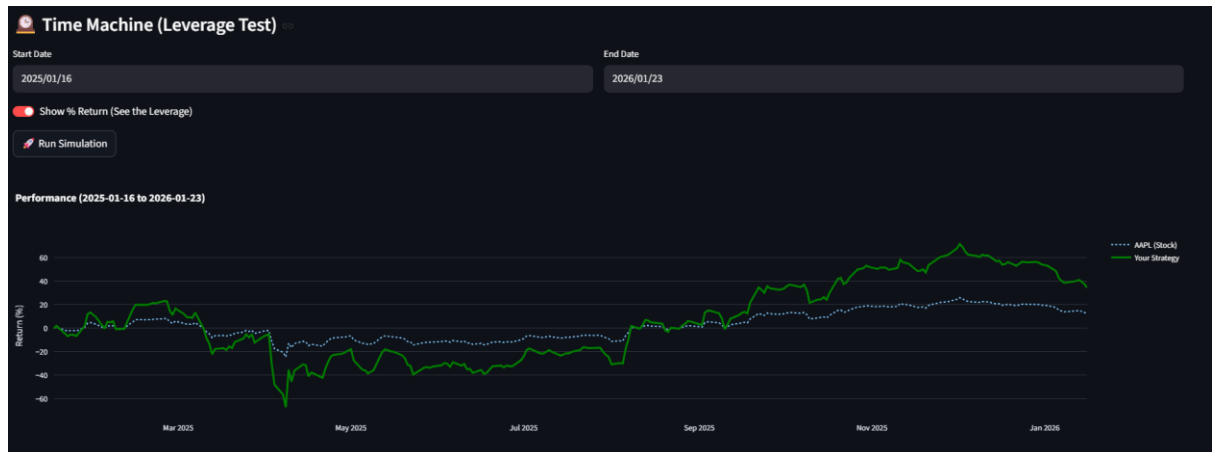 Time Machine (Leverage Test)
Start Date
End Date
2025/01/16
2026/01/23
Show % Return (See the Leverage)
Run Simulation
Performance (2025-01-16 to 2026-01-23)
AAPL (Stock)
Your Strategy
Return (%)
60
40
20
0
−20
−40
−60
Mar 2025
May 2025
Jul 2025
Sep 2025
Nov 2025
Jan 2026